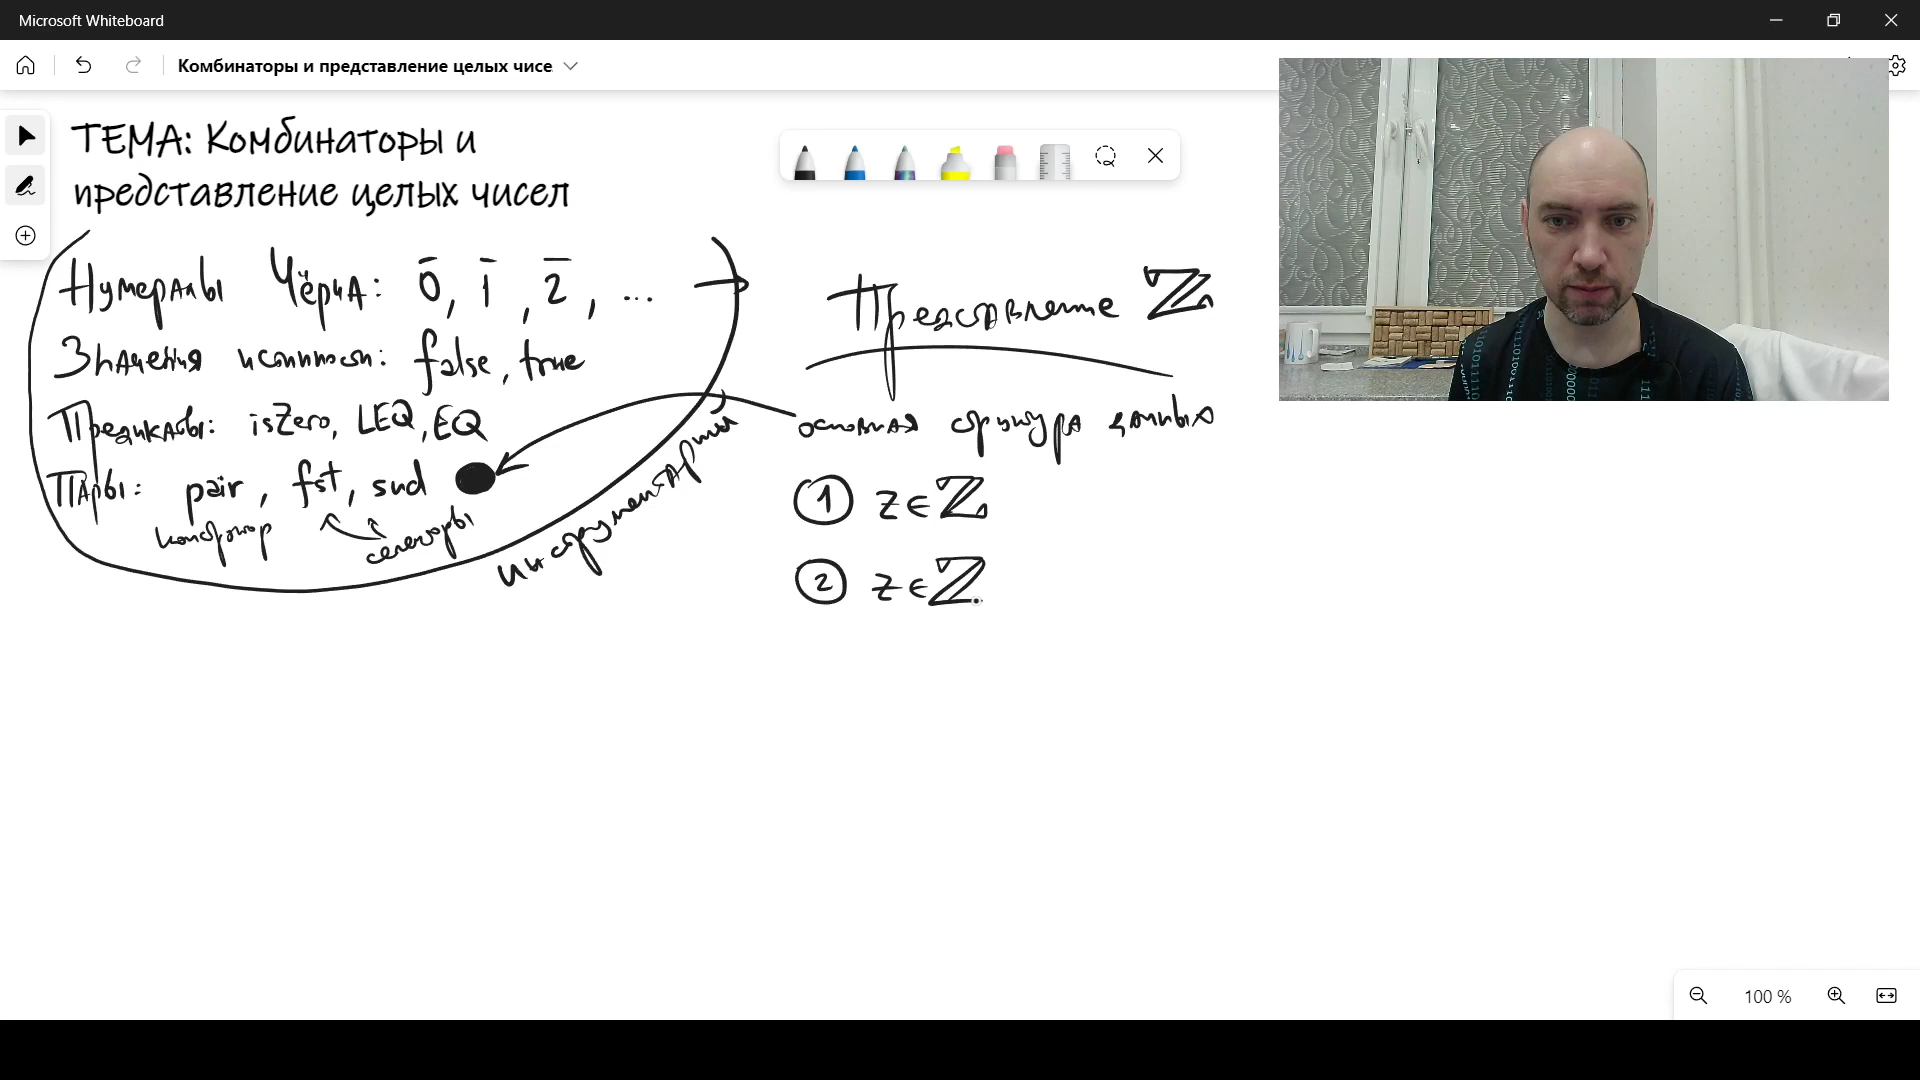 Microsoft Whiteboard
Комбинаторы и представление целых чисе
ТЕМА: Комбинаторы и
представление целых чисел
Нумералы Чёрча: 0̅, 1̅, 2̅, ...
Значения истинности: false, true
Предикаты: isZero, LEQ, EQ
Пары: pair, fst, snd
конструктор
селекторы
инструментарий
Представление ℤ
основная структура данных
1 z∈ℤ
2 z∈ℤ
100 %